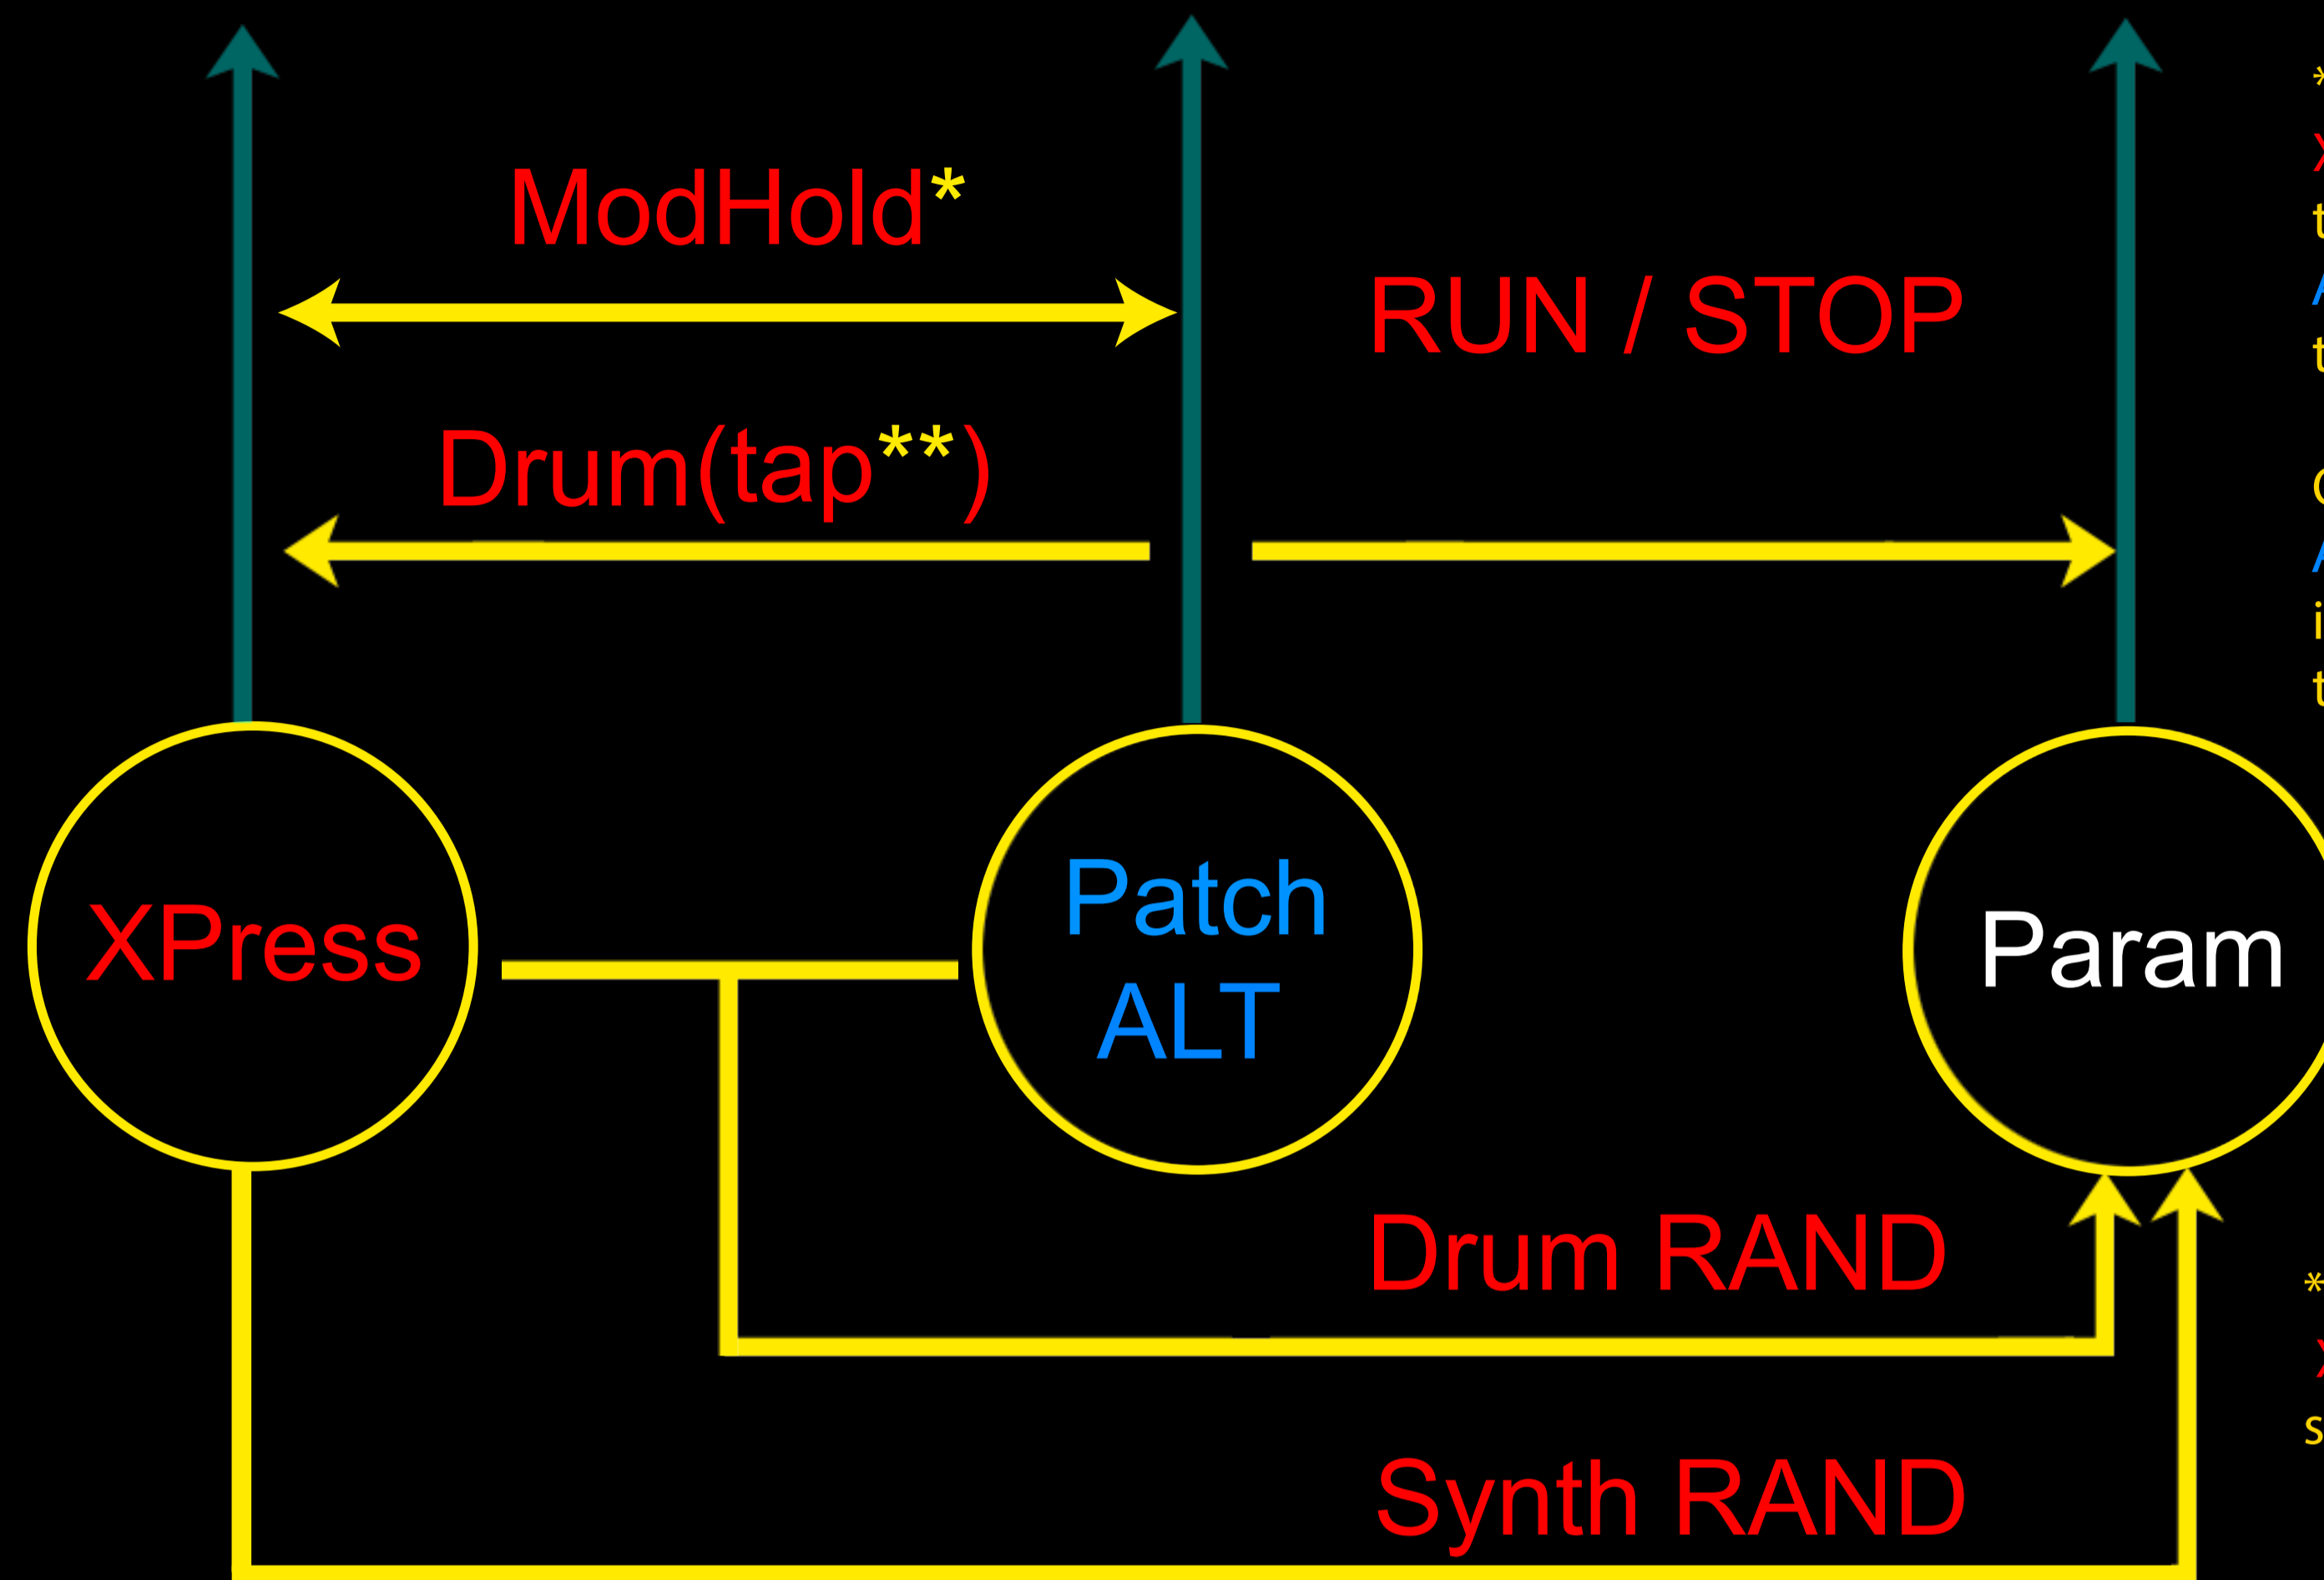 ModHold*
RUN / STOP
Drum(tap**)
XPress
Patch
ALT
Param
Drum RAND
Synth RAND